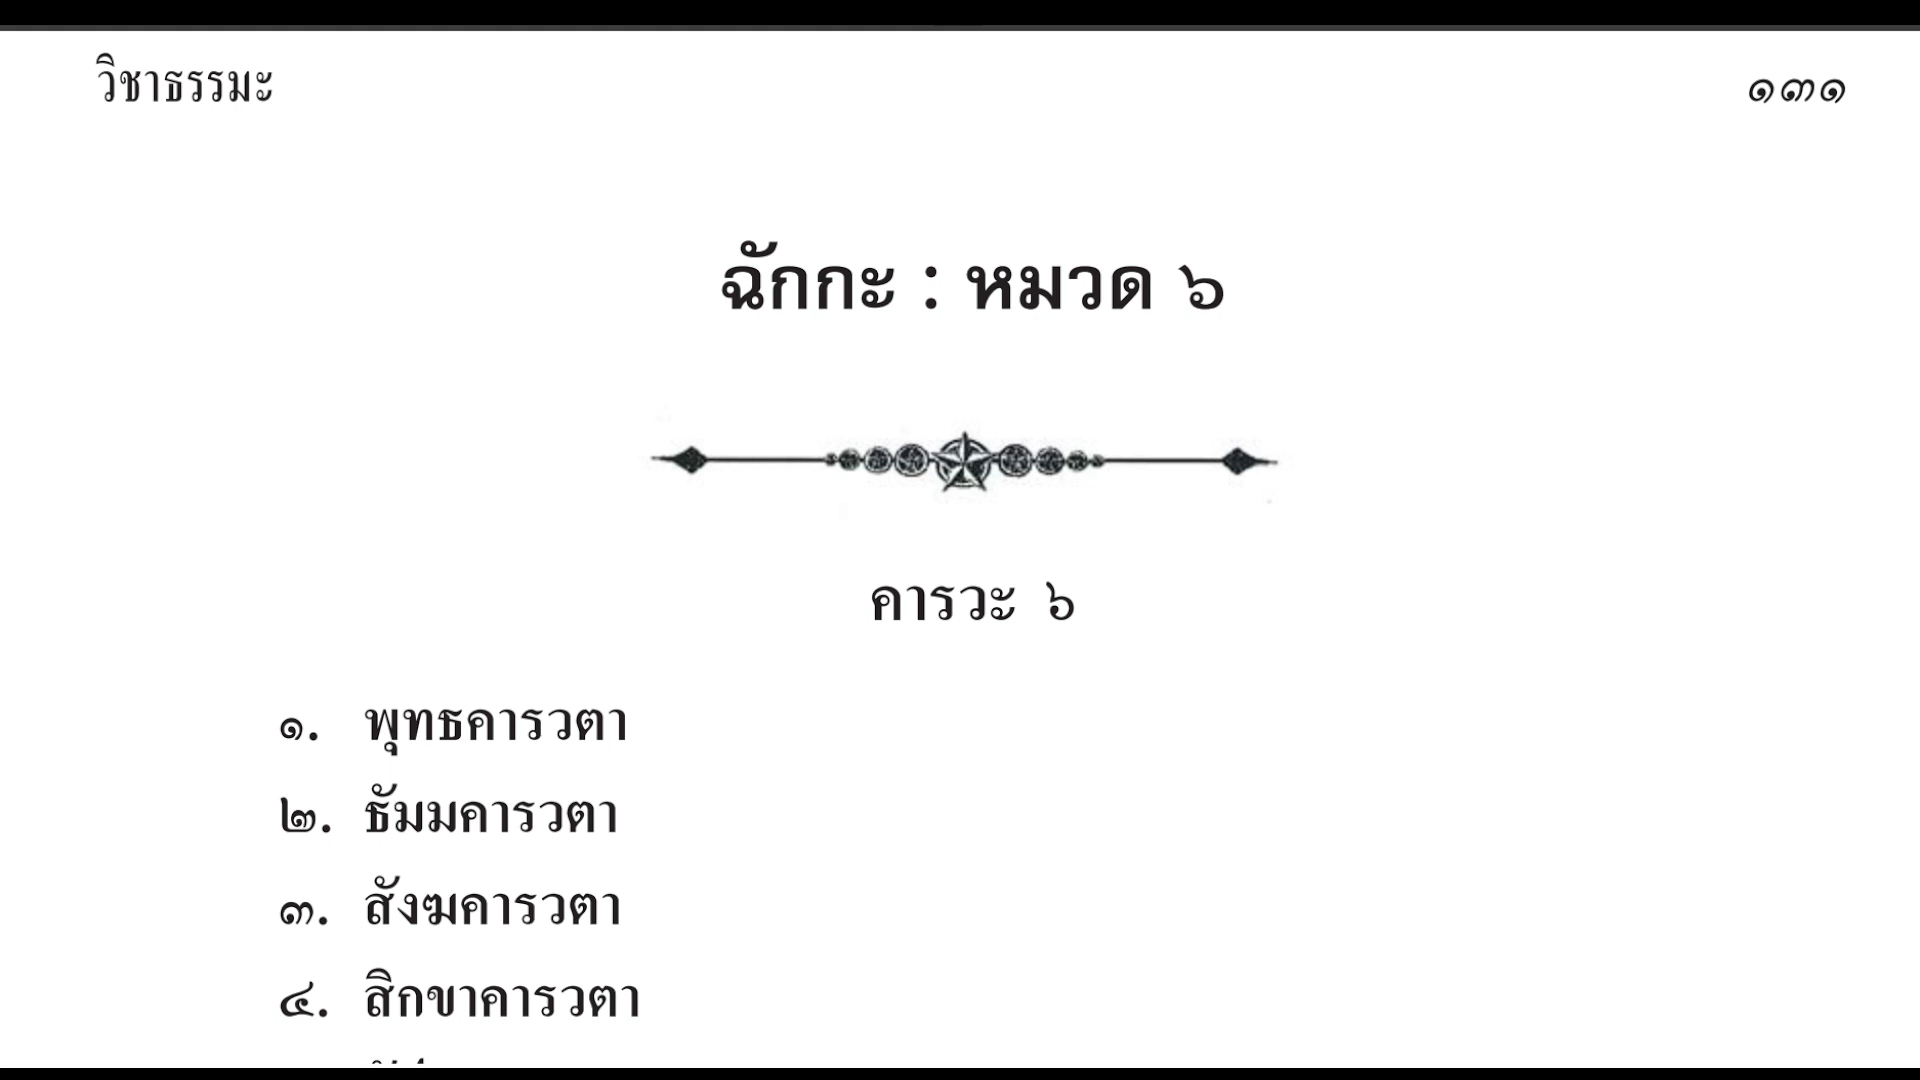 วิชาธรรมะ ๑๓๑
ฉักกะ : หมวด ๖
คารวะ ๖
๑. พุทธคารวตา
๒. ธัมมคารวตา
๓. สังฆคารวตา
๔. สิกขาคารวตา